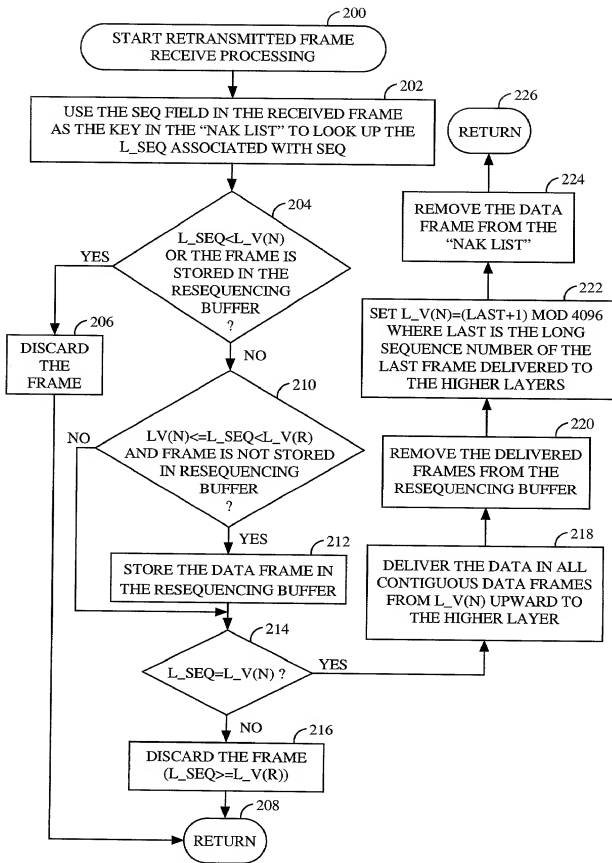 200
START RETRANSMITTED FRAME
RECEIVE PROCESSING
202
USE THE SEQ FIELD IN THE RECEIVED FRAME
AS THE KEY IN THE “NAK LIST” TO LOOK UP THE
L_SEQ ASSOCIATED WITH SEQ
204
L_SEQ<L_V(N)
OR THE FRAME IS
STORED IN THE
RESEQUENCING
BUFFER
?
YES
NO
206
DISCARD
THE
FRAME
210
LV(N)<=L_SEQ<L_V(R)
AND FRAME IS NOT STORED
IN RESEQUENCING
BUFFER
?
NO
YES
212
STORE THE DATA FRAME IN
THE RESEQUENCING BUFFER
214
L_SEQ=L_V(N) ?
YES
NO
216
DISCARD THE FRAME
(L_SEQ>=L_V(R))
208
RETURN
218
DELIVER THE DATA IN ALL
CONTIGUOUS DATA FRAMES
FROM L_V(N) UPWARD TO
THE HIGHER LAYER
220
REMOVE THE DELIVERED
FRAMES FROM THE
RESEQUENCING BUFFER
222
SET L_V(N)=(LAST+1) MOD 4096
WHERE LAST IS THE LONG
SEQUENCE NUMBER OF THE
LAST FRAME DELIVERED TO
THE HIGHER LAYERS
224
REMOVE THE DATA
FRAME FROM THE
“NAK LIST”
226
RETURN